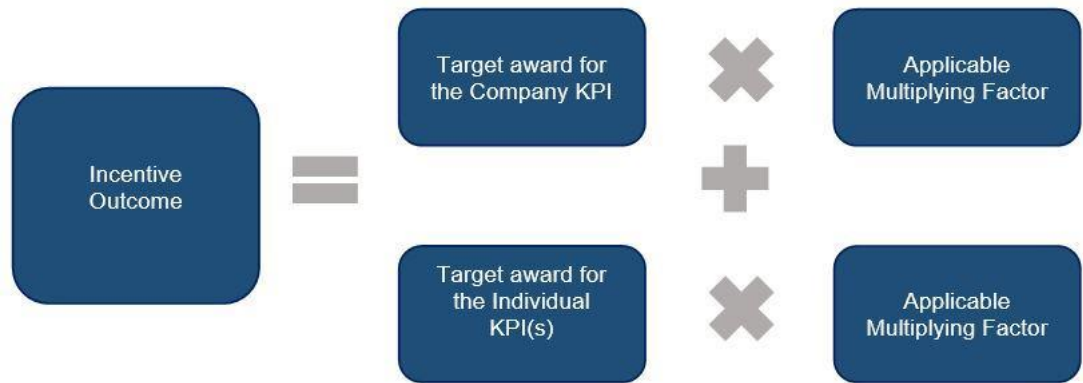 Target award for
the Company KPI
Applicable
Multiplying Factor
Incentive
Outcome
Target award for
the Individual
KPI(s)
Applicable
Multiplying Factor